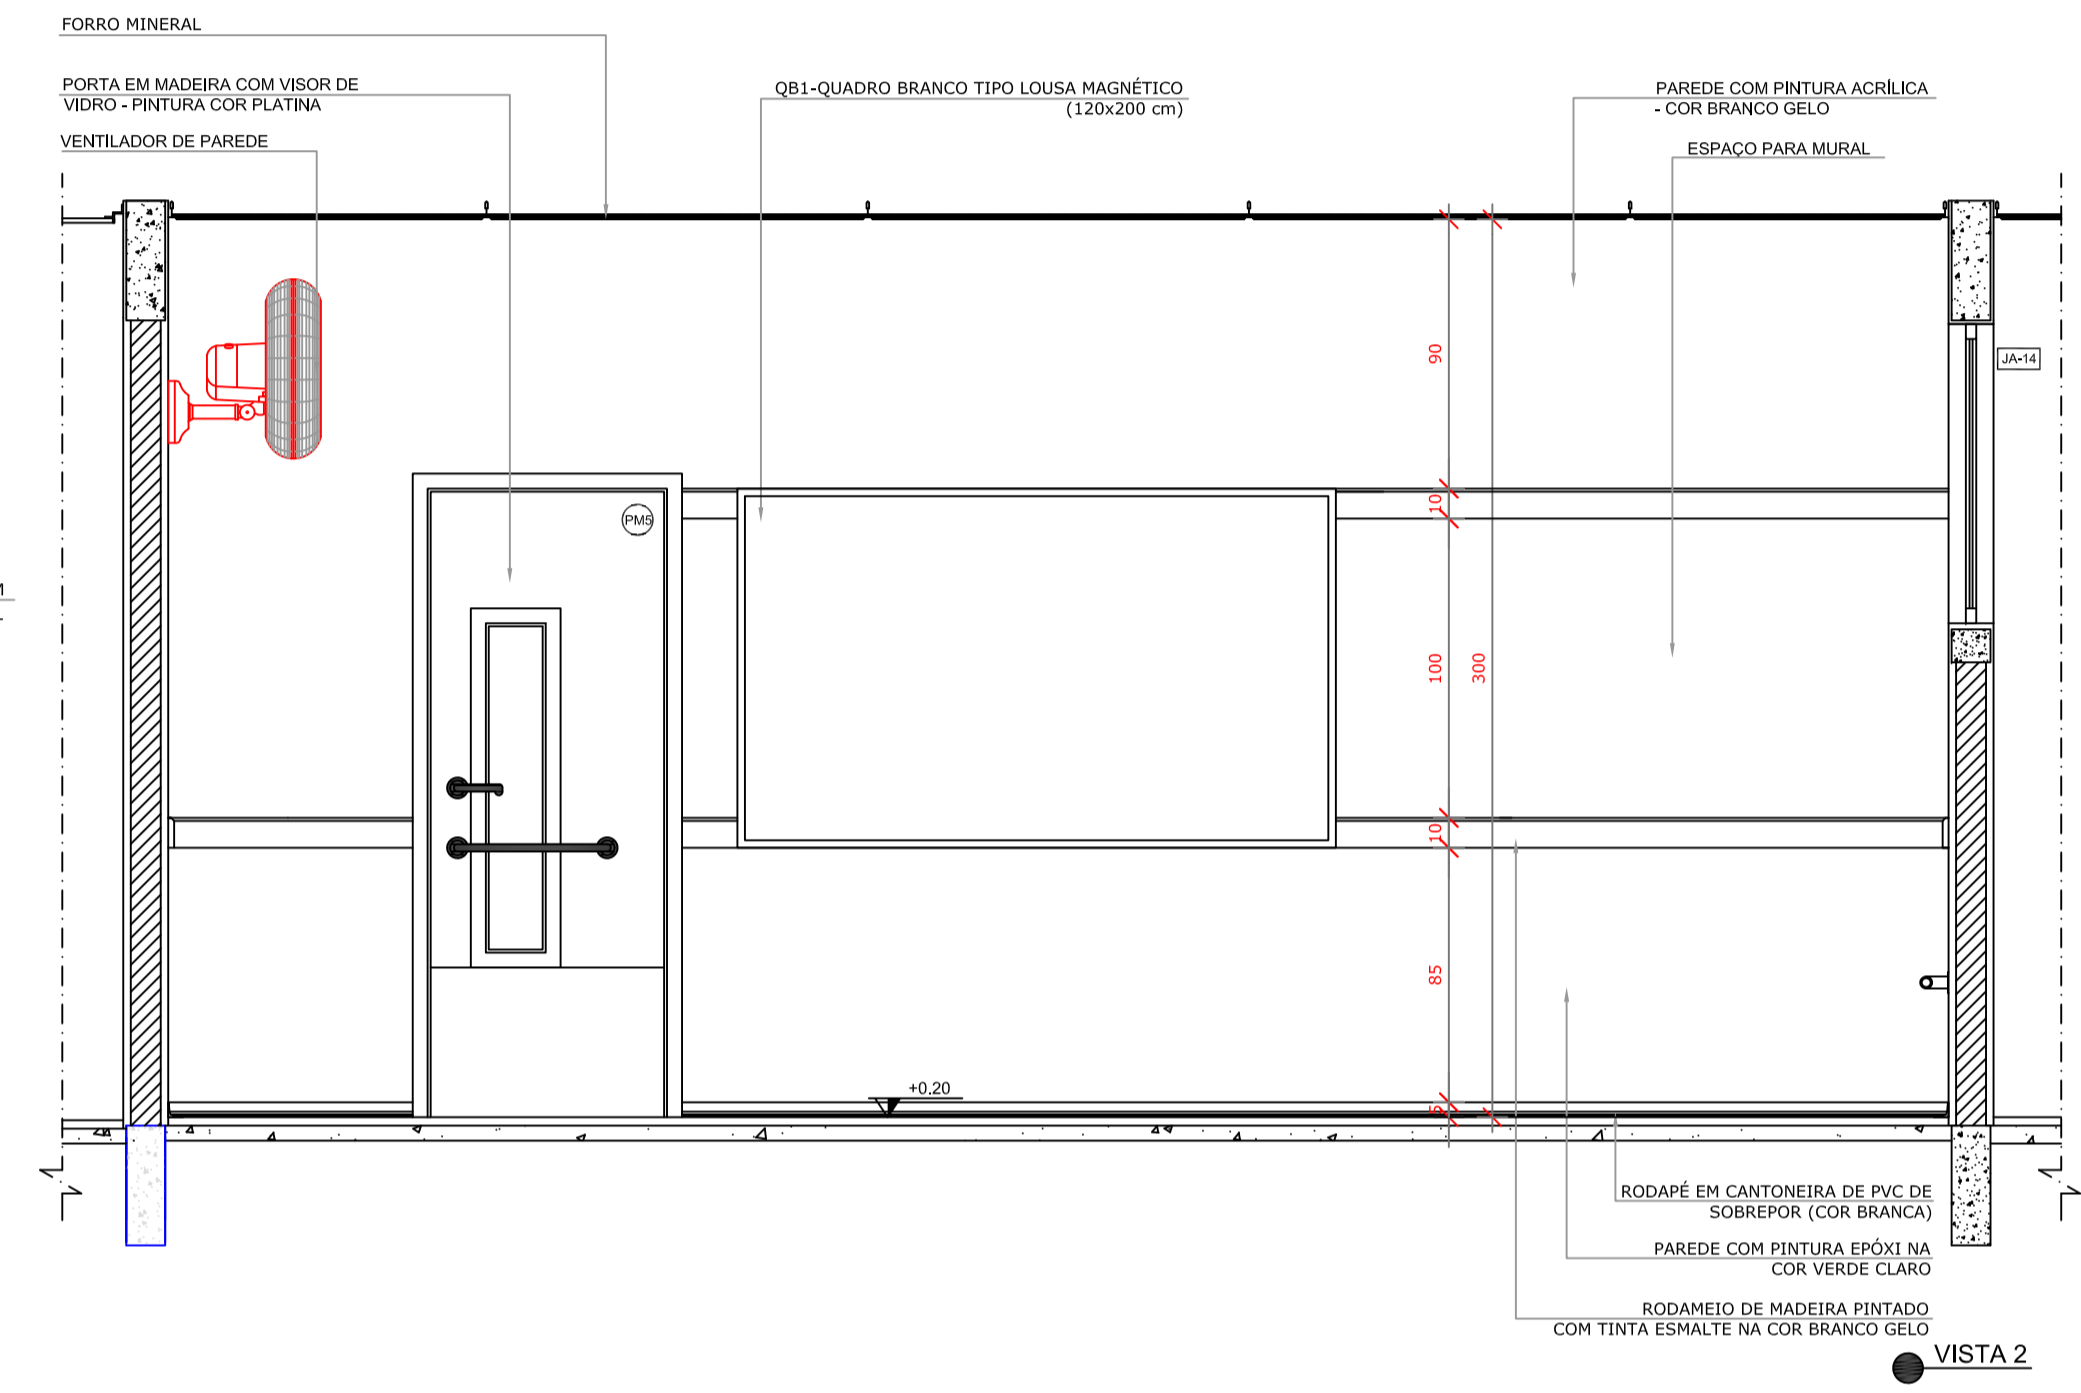 FORRO MINERAL
PORTA EM MADEIRA COM VISOR DE
VIDRO - PINTURA COR PLATINA
VENTILADOR DE PAREDE
QB1-QUADRO BRANCO TIPO LOUSA MAGNÉTICO
(120x200 cm)
PAREDE COM PINTURA ACRÍLICA
- COR BRANCO GELO
ESPAÇO PARA MURAL
JA-14
90
10
PM5
100
300
10
85
+0.20
5
RODAPÉ EM CANTONEIRA DE PVC DE
SOBREPOR (COR BRANCA)
PAREDE COM PINTURA EPÓXI NA
COR VERDE CLARO
RODAMEIO DE MADEIRA PINTADO
COM TINTA ESMALTE NA COR BRANCO GELO
VISTA 2